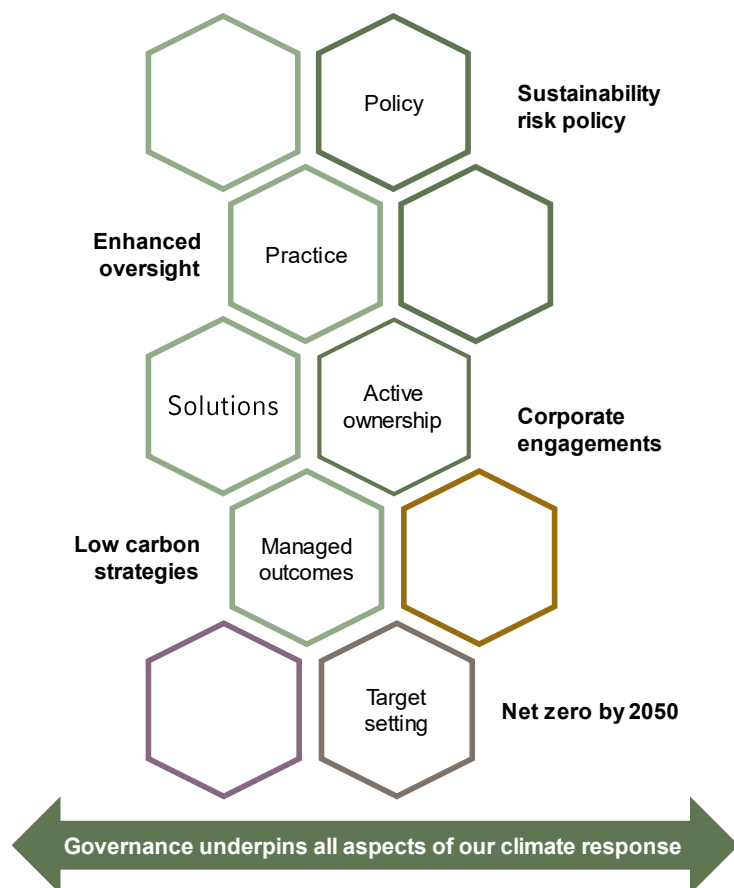 Policy
Sustainability
risk policy
Enhanced
oversight
Practice
Solutions
Active
ownership
Corporate
engagements
Low carbon
strategies
Managed
outcomes
Target
setting
Net zero by 2050
Governance underpins all aspects of our climate response